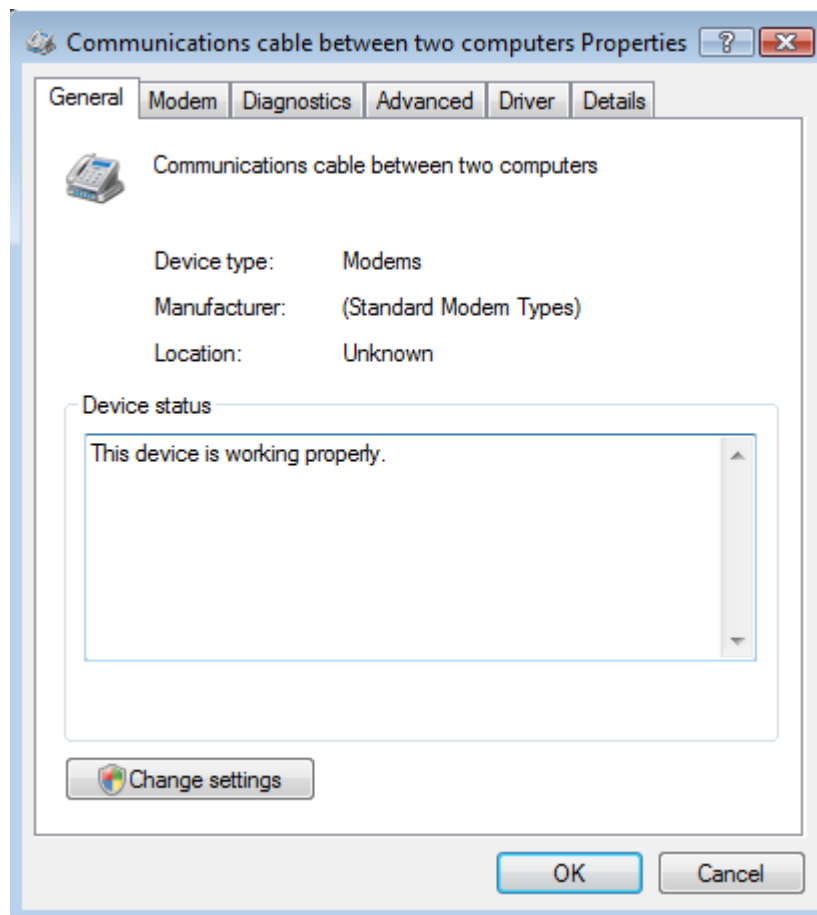 Communications cable between two computers Properties
General Modem Diagnostics Advanced Driver Details
Communications cable between two computers
Device type: Modems
Manufacturer: (Standard Modem Types)
Location: Unknown
Device status
This device is working properly.
Change settings
OK Cancel